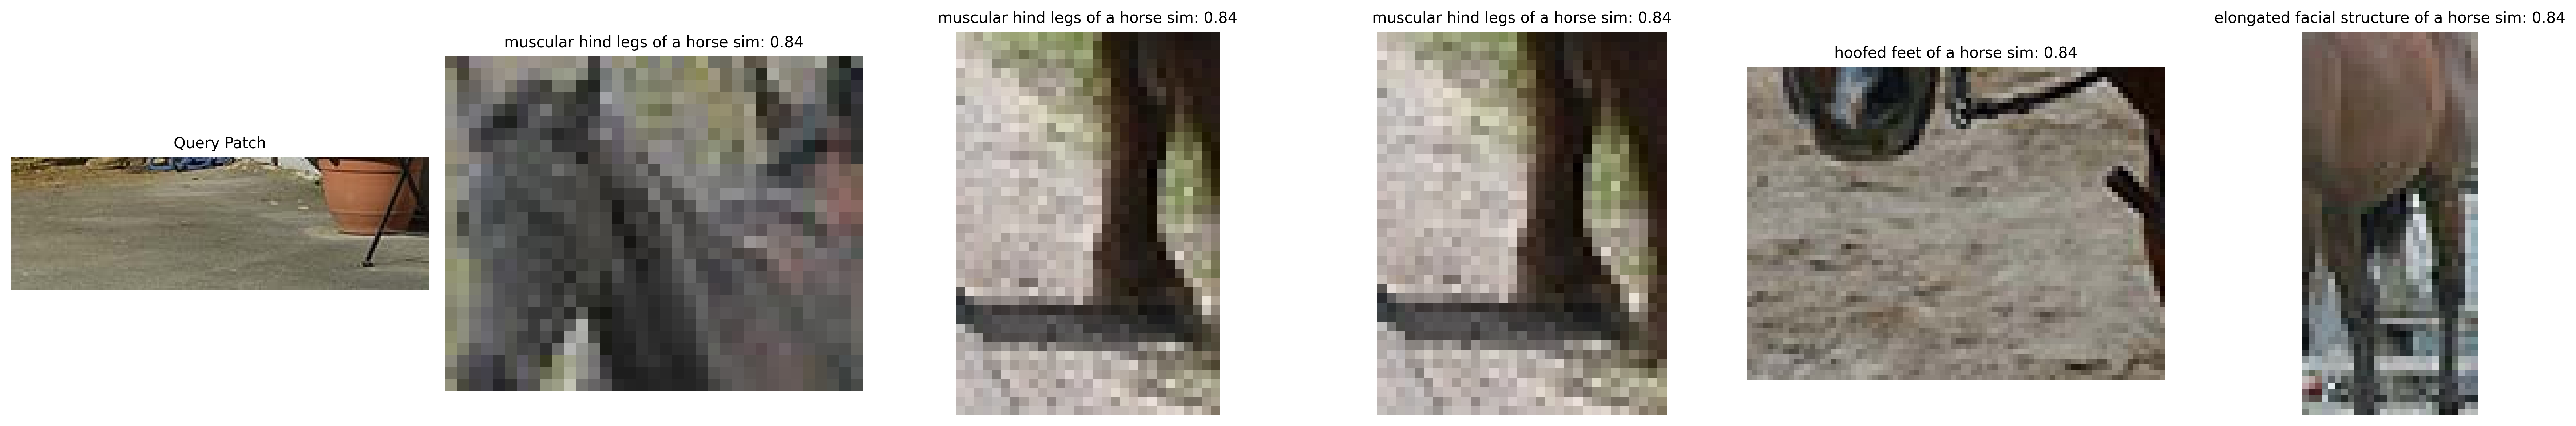 Query Patch
muscular hind legs of a horse sim: 0.84
muscular hind legs of a horse sim: 0.84
muscular hind legs of a horse sim: 0.84
hoofed feet of a horse sim: 0.84
elongated facial structure of a horse sim: 0.84